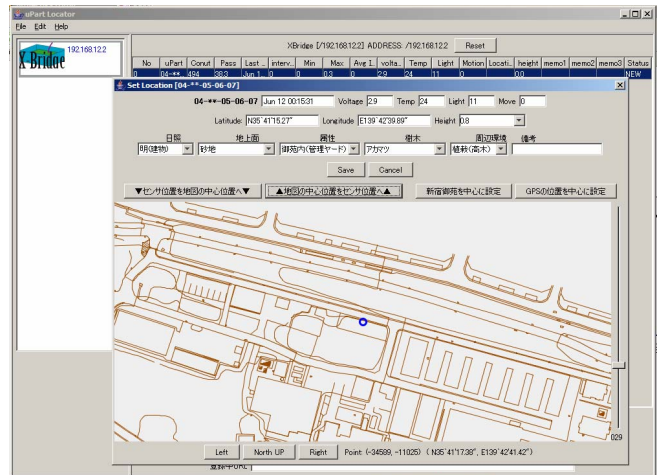 uPart Locator
File Edit Help
X-Bridge
192.168.12.2
XBridge [/192.168.12.2] ADDRESS: /192.168.12.2 Reset
No uPart Conut Pass Last .. interv.. Min Max Avg I.. volta.. Temp Light Motion Locati.. height memo1 memo2 memo3 Status
0 04-**.. 494 38.3 Jun 1.. 0 0 0.3 0 2.9 24 11 0 0.0 NEW
Set Location [04-**-05-06-07]
04-**-05-06-07 Jun 12 00:15:31 Voltage 2.9 Temp 24 Light 11 Move 0
Latitude: N35°41'15.27" Longitude E139°42'39.89" Height 0.8
日照 地上面 属性 樹木 周辺環境 備考
明(建物) 砂地 御苑内(管理ヤード) アカマツ 植栽(高木)
Save Cancel
▼センサ位置を地図の中心位置へ▼ ▲地図の中心位置をセンサ位置へ▲ 新宿御苑を中心に設定 GPSの位置を中心に設定
029
Left North UP Right Point: (-34589, -11025) ( N35°41'17.38", E139°42'41.42")